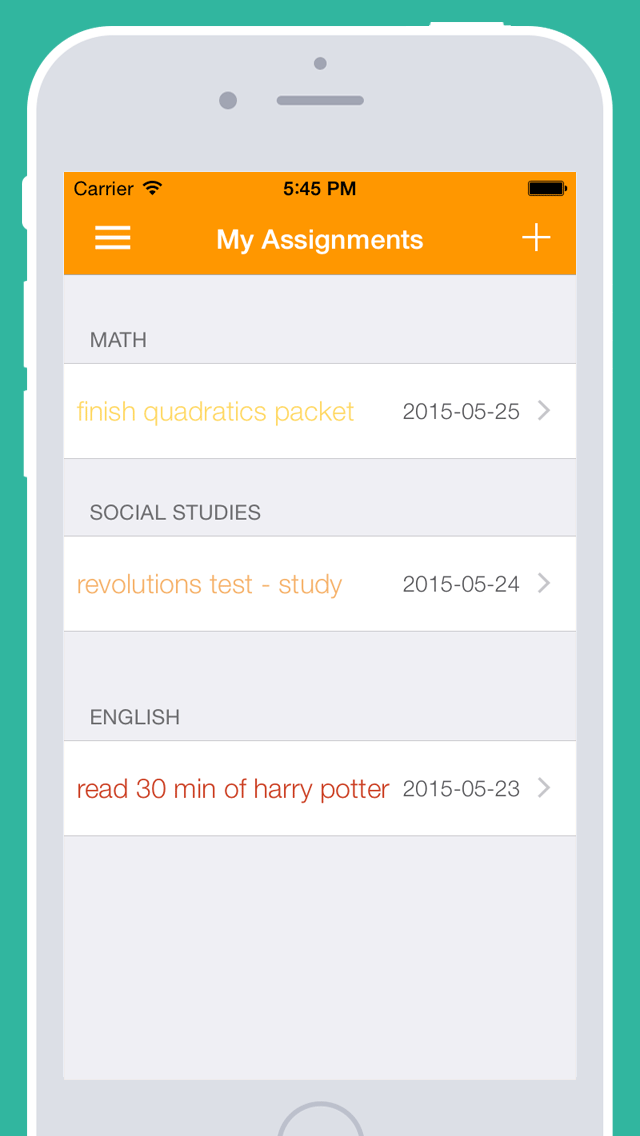 Carrier 5:45 PM
My Assignments
MATH
finish quadratics packet 2015-05-25
SOCIAL STUDIES
revolutions test - study 2015-05-24
ENGLISH
read 30 min of harry potter 2015-05-23